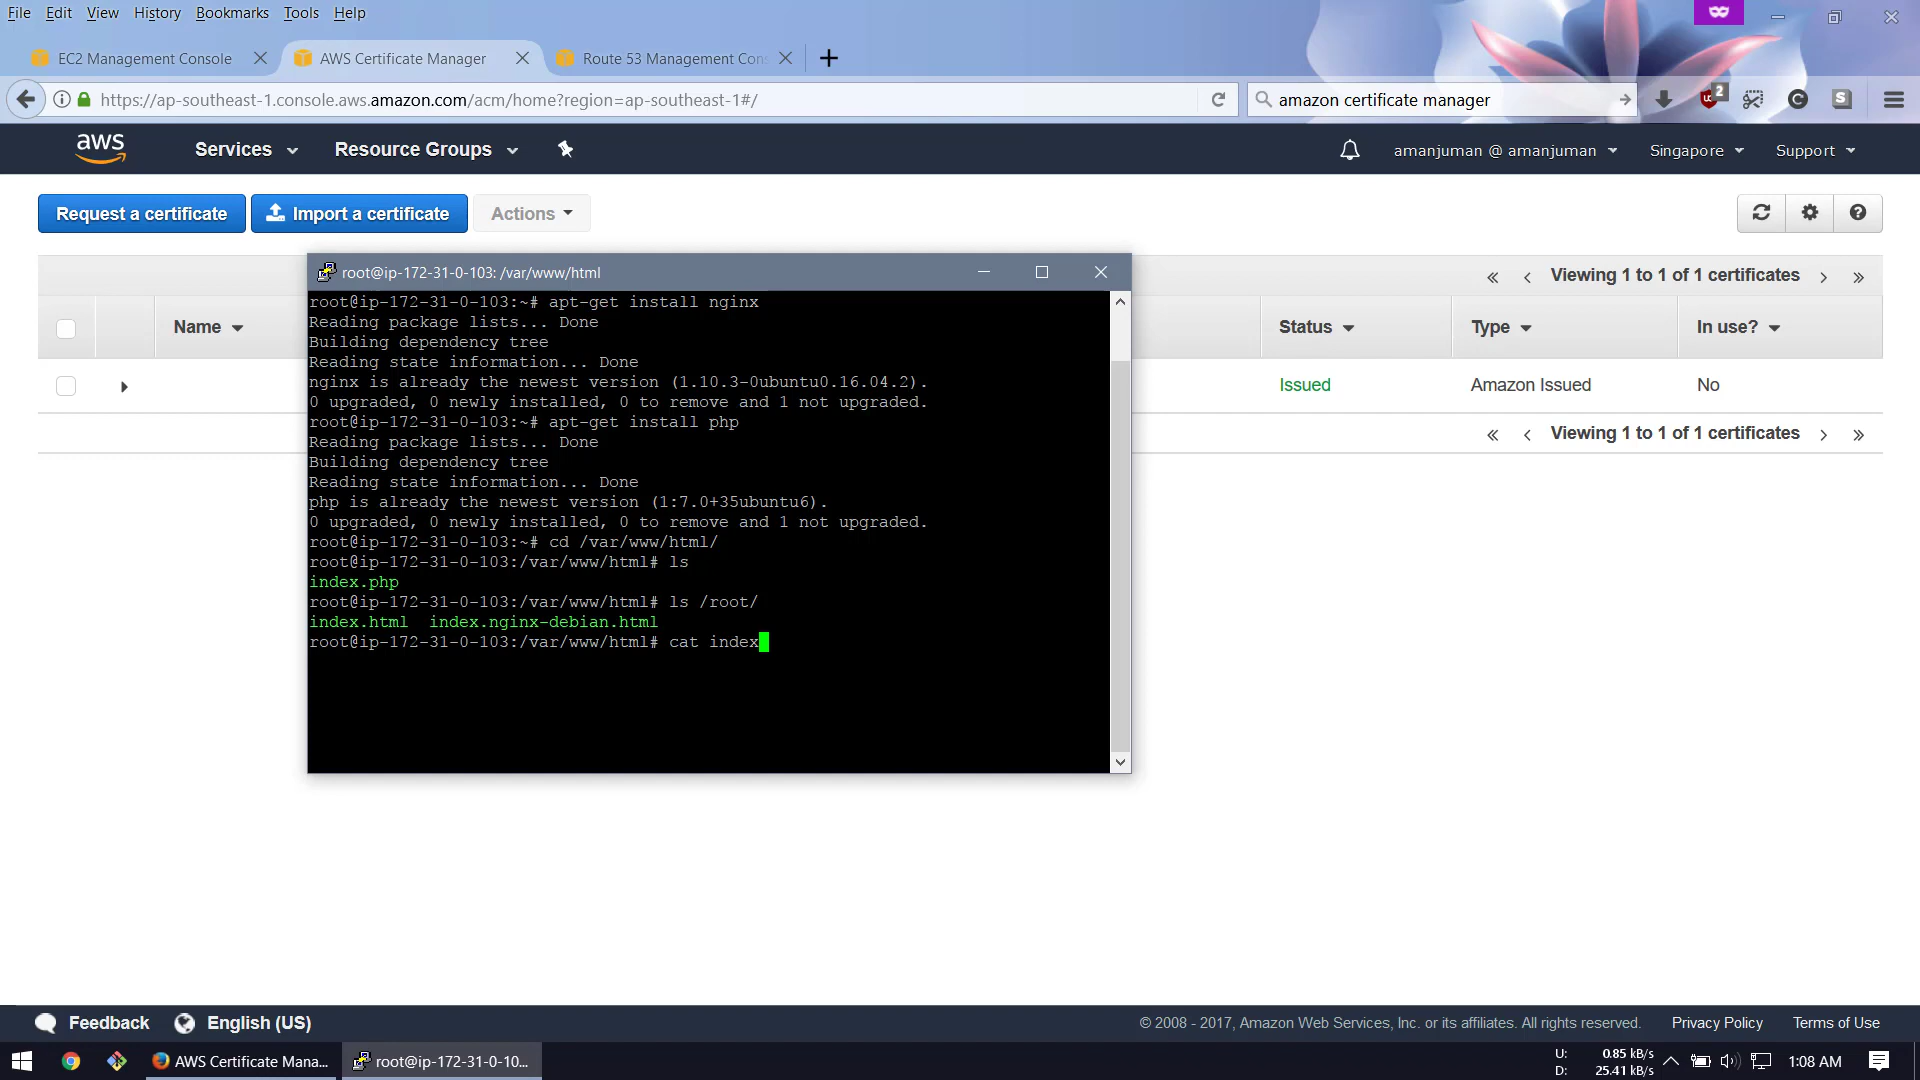 File Edit View History Bookmarks Tools Help
EC2 Management Console AWS Certificate Manager Route 53 Management Con
https://ap-southeast-1.console.aws.amazon.com/acm/home?region=ap-southeast-1#/ amazon certificate manager 2 C S
aws Services Resource Groups amanjuman @ amanjuman Singapore Support
Request a certificate Import a certificate Actions
root@ip-172-31-0-103: /var/www/html
« ‹ Viewing 1 to 1 of 1 certificates › »
Name Status Type In use?
Issued Amazon Issued No
« ‹ Viewing 1 to 1 of 1 certificates › »
root@ip-172-31-0-103:~# apt-get install nginx
Reading package lists... Done
Building dependency tree
Reading state information... Done
nginx is already the newest version (1.10.3-0ubuntu0.16.04.2).
0 upgraded, 0 newly installed, 0 to remove and 1 not upgraded.
root@ip-172-31-0-103:~# apt-get install php
Reading package lists... Done
Building dependency tree
Reading state information... Done
php is already the newest version (1:7.0+35ubuntu6).
0 upgraded, 0 newly installed, 0 to remove and 1 not upgraded.
root@ip-172-31-0-103:~# cd /var/www/html/
root@ip-172-31-0-103:/var/www/html# ls
index.php
root@ip-172-31-0-103:/var/www/html# ls /root/
index.html index.nginx-debian.html
root@ip-172-31-0-103:/var/www/html# cat index
Feedback English (US) © 2008 - 2017, Amazon Web Services, Inc. or its affiliates. All rights reserved. Privacy Policy Terms of Use
AWS Certificate Mana... root@ip-172-31-0-10... U: 0.85 kB/s 1:08 AM
D: 25.41 kB/s